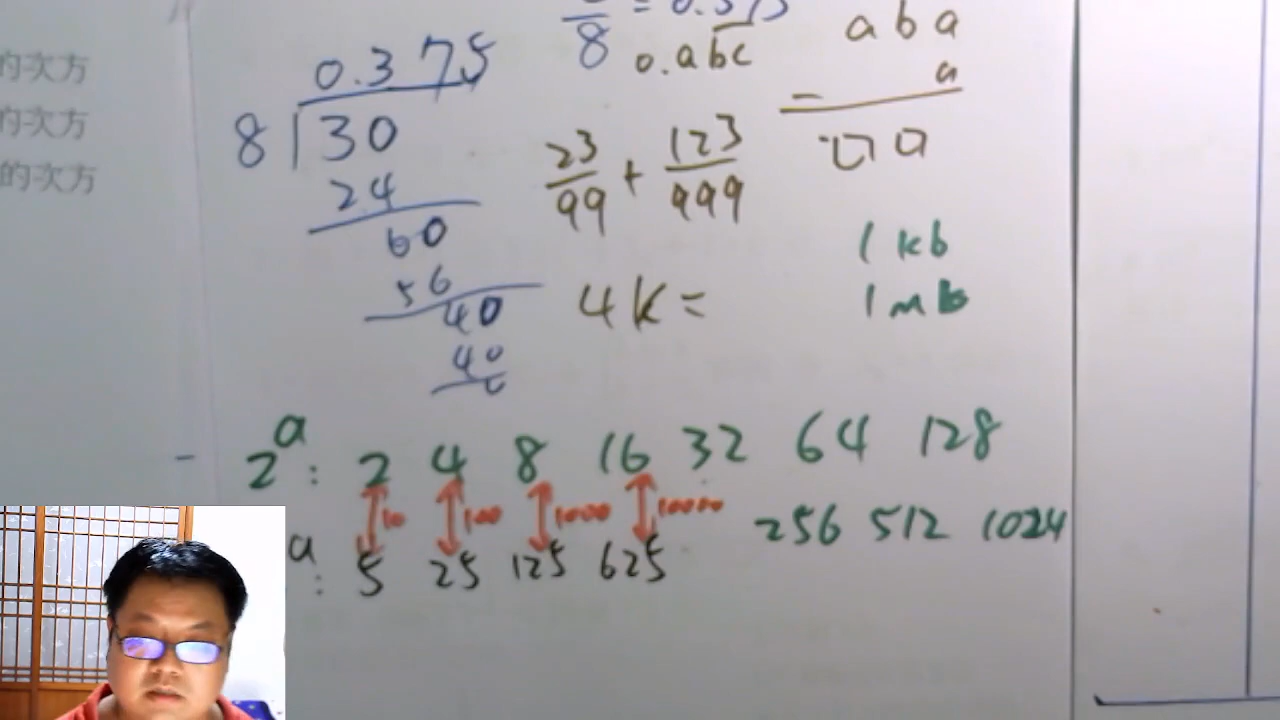 的次方
的次方
的次方
8 = 0.375
0.abc
aba
- a
0.375
8 30
24
60
56
40
40
0
23/99 + 123/999
4K=
1 kb
1 mb
2^a: 2 4 8 16 32 64 128
10 100 1000 10000
256 512 1024
a: 5 25 125 625